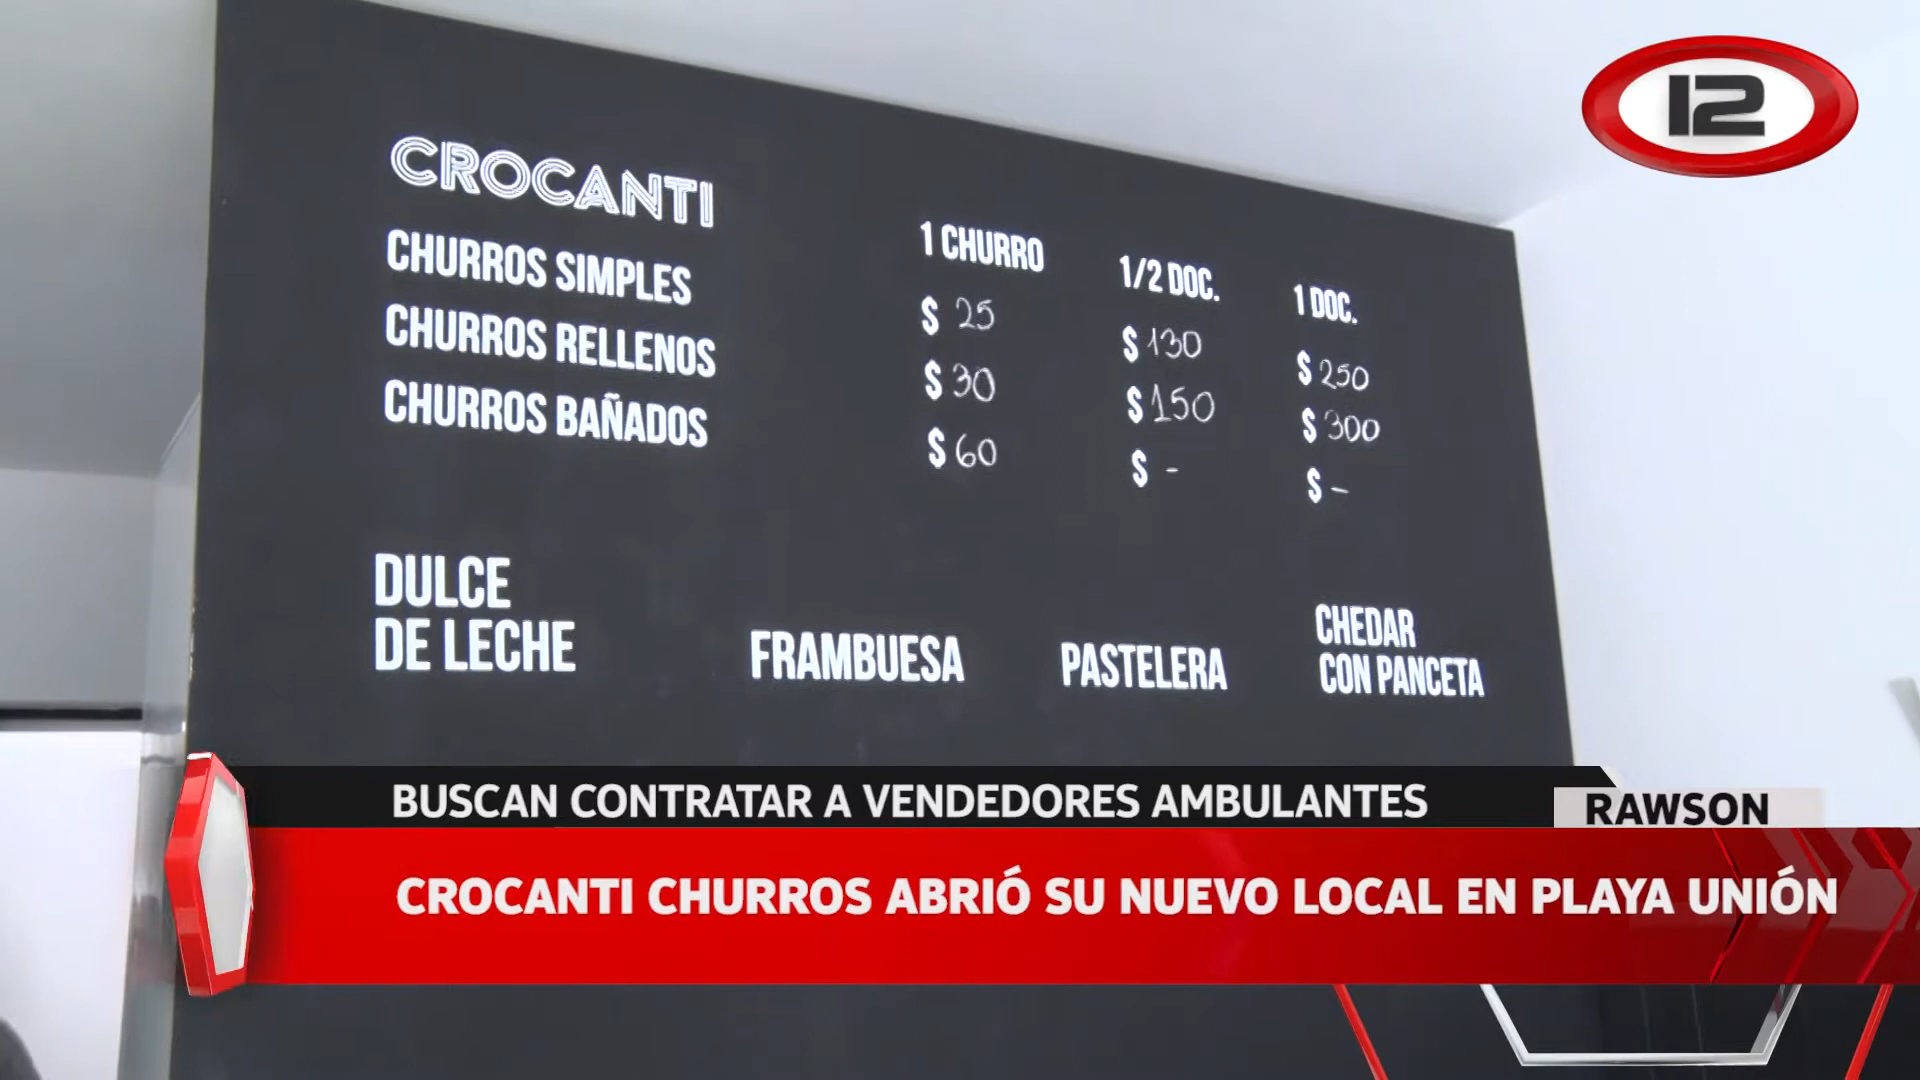 12
CROCANTI
1 CHURRO 1/2 DOC. 1 DOC.
CHURROS SIMPLES $ 25 $ 130 $ 250
CHURROS RELLENOS $ 30 $ 150 $ 300
CHURROS BAÑADOS $ 60 $ - $ -
DULCE
DE LECHE
FRAMBUESA
PASTELERA
CHEDAR
CON PANCETA
BUSCAN CONTRATAR A VENDEDORES AMBULANTES
RAWSON
CROCANTI CHURROS ABRIÓ SU NUEVO LOCAL EN PLAYA UNIÓN